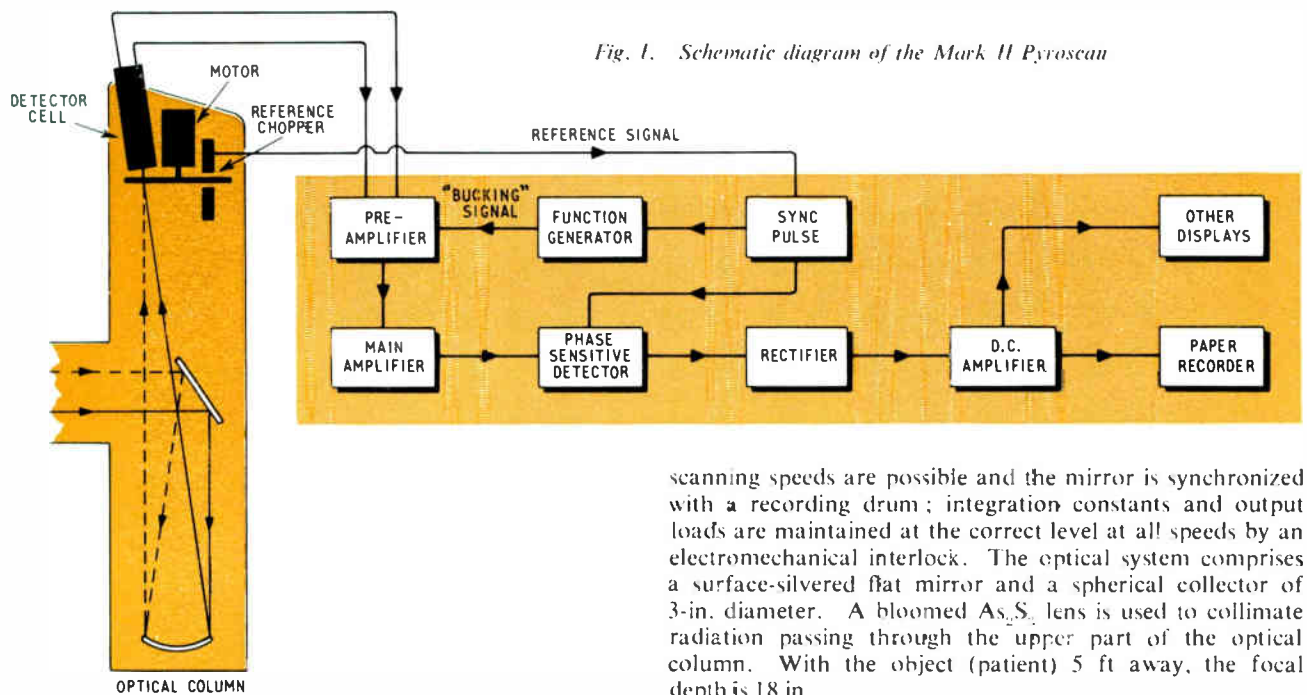 Fig. 1. Schematic diagram of the Mark II Pyroscan
DETECTOR
CELL
MOTOR
REFERENCE
CHOPPER
REFERENCE SIGNAL
"BUCKING"
SIGNAL
PRE-
AMPLIFIER
FUNCTION
GENERATOR
SYNC
PULSE
OTHER
DISPLAYS
MAIN
AMPLIFIER
PHASE
SENSITIVE
DETECTOR
RECTIFIER
D.C.
AMPLIFIER
PAPER
RECORDER
OPTICAL COLUMN
scanning speeds are possible and the mirror is synchronized
with a recording drum; integration constants and output
loads are maintained at the correct level at all speeds by an
electromechanical interlock. The optical system comprises
a surface-silvered flat mirror and a spherical collector of
3-in. diameter. A bloomed lens is used to collimate
radiation passing through the upper part of the optical
column. With the object (patient) 5 ft away, the focal
depth is 18 in.